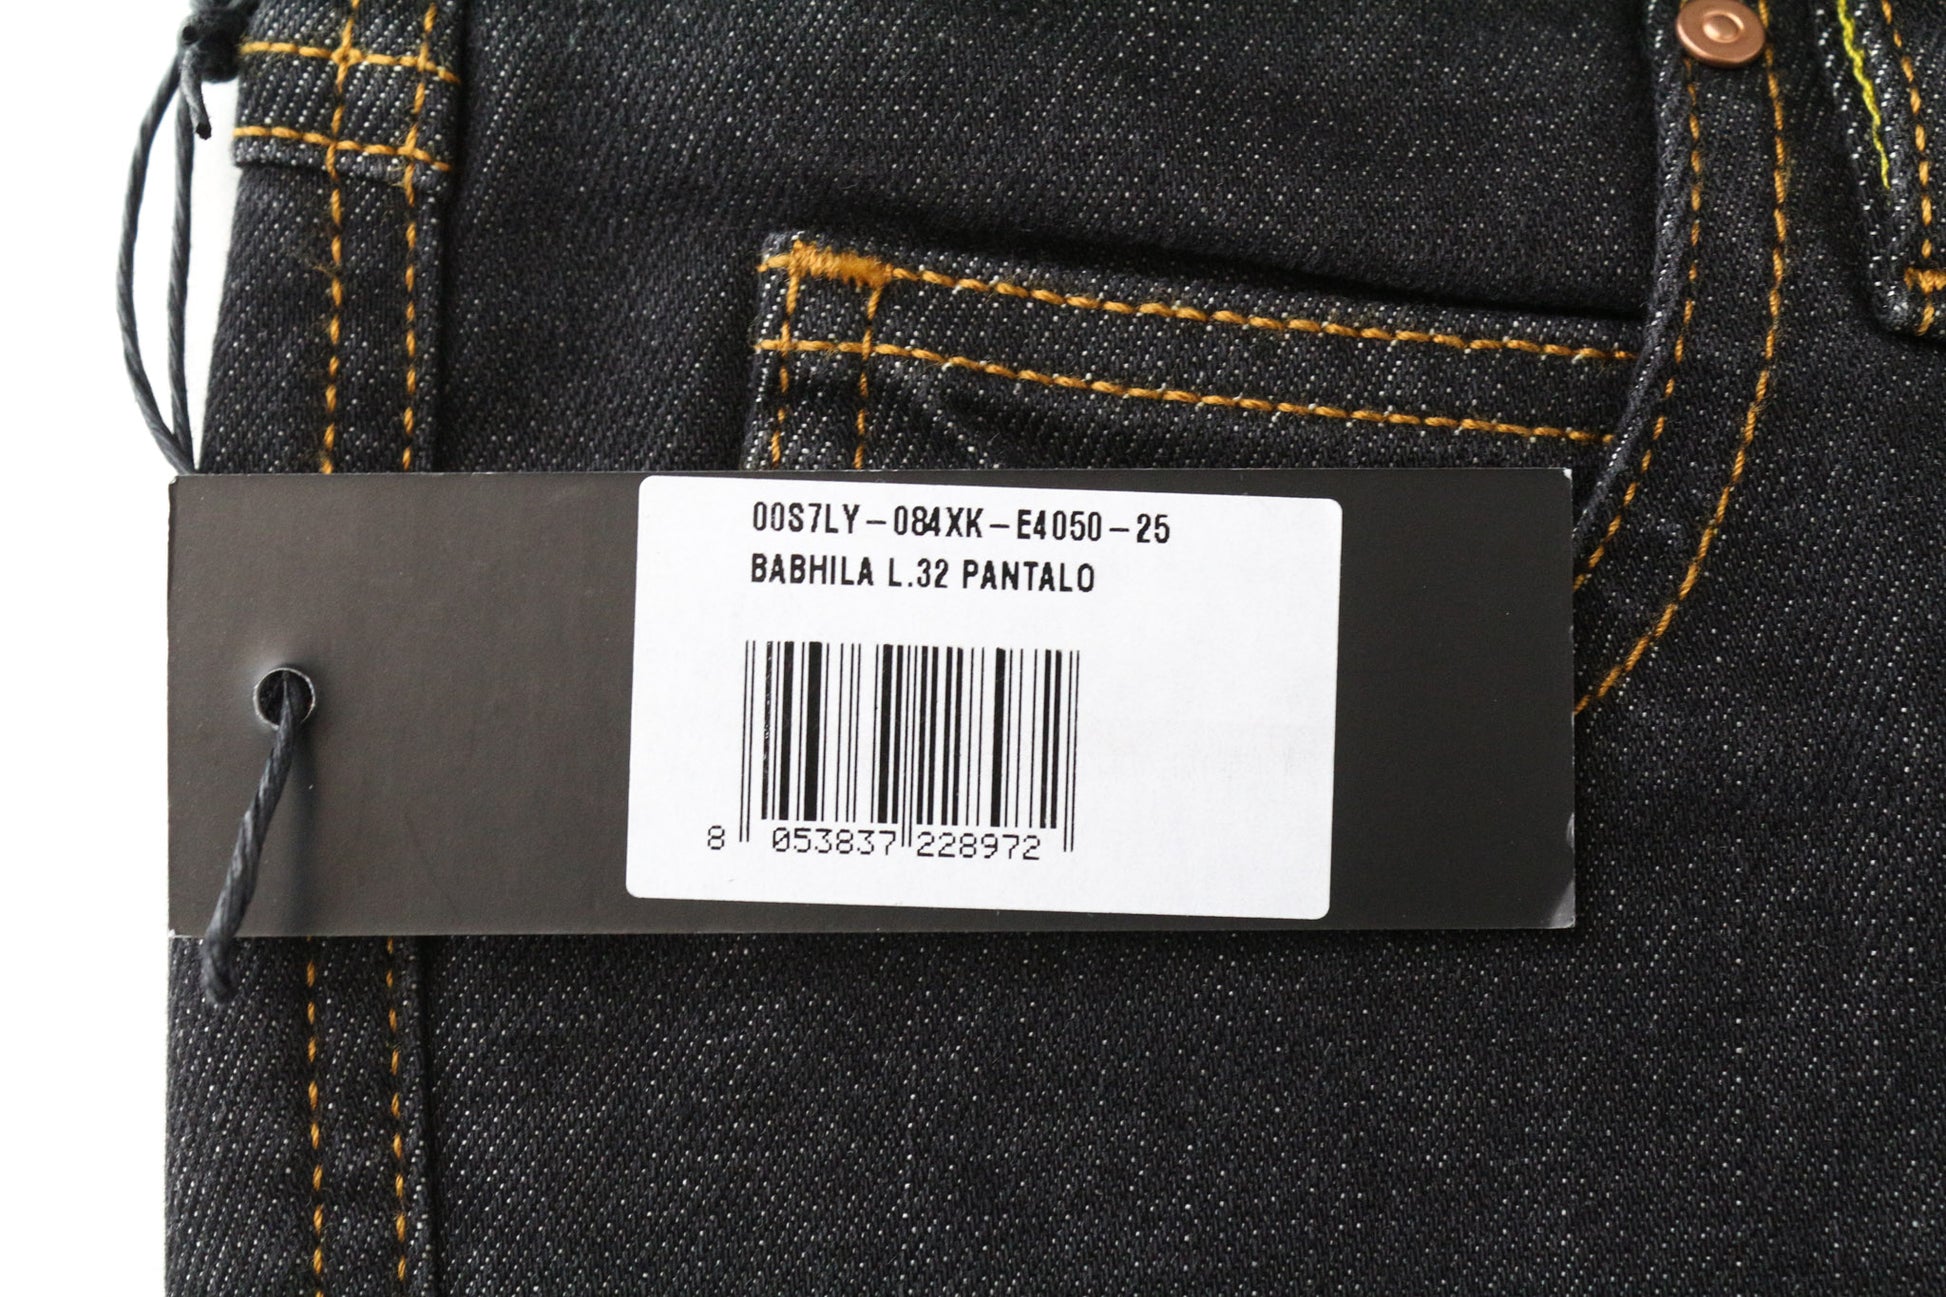 00S7LY-084XK-E4050-25
BABHILA L.32 PANTALO
8 053837 228972